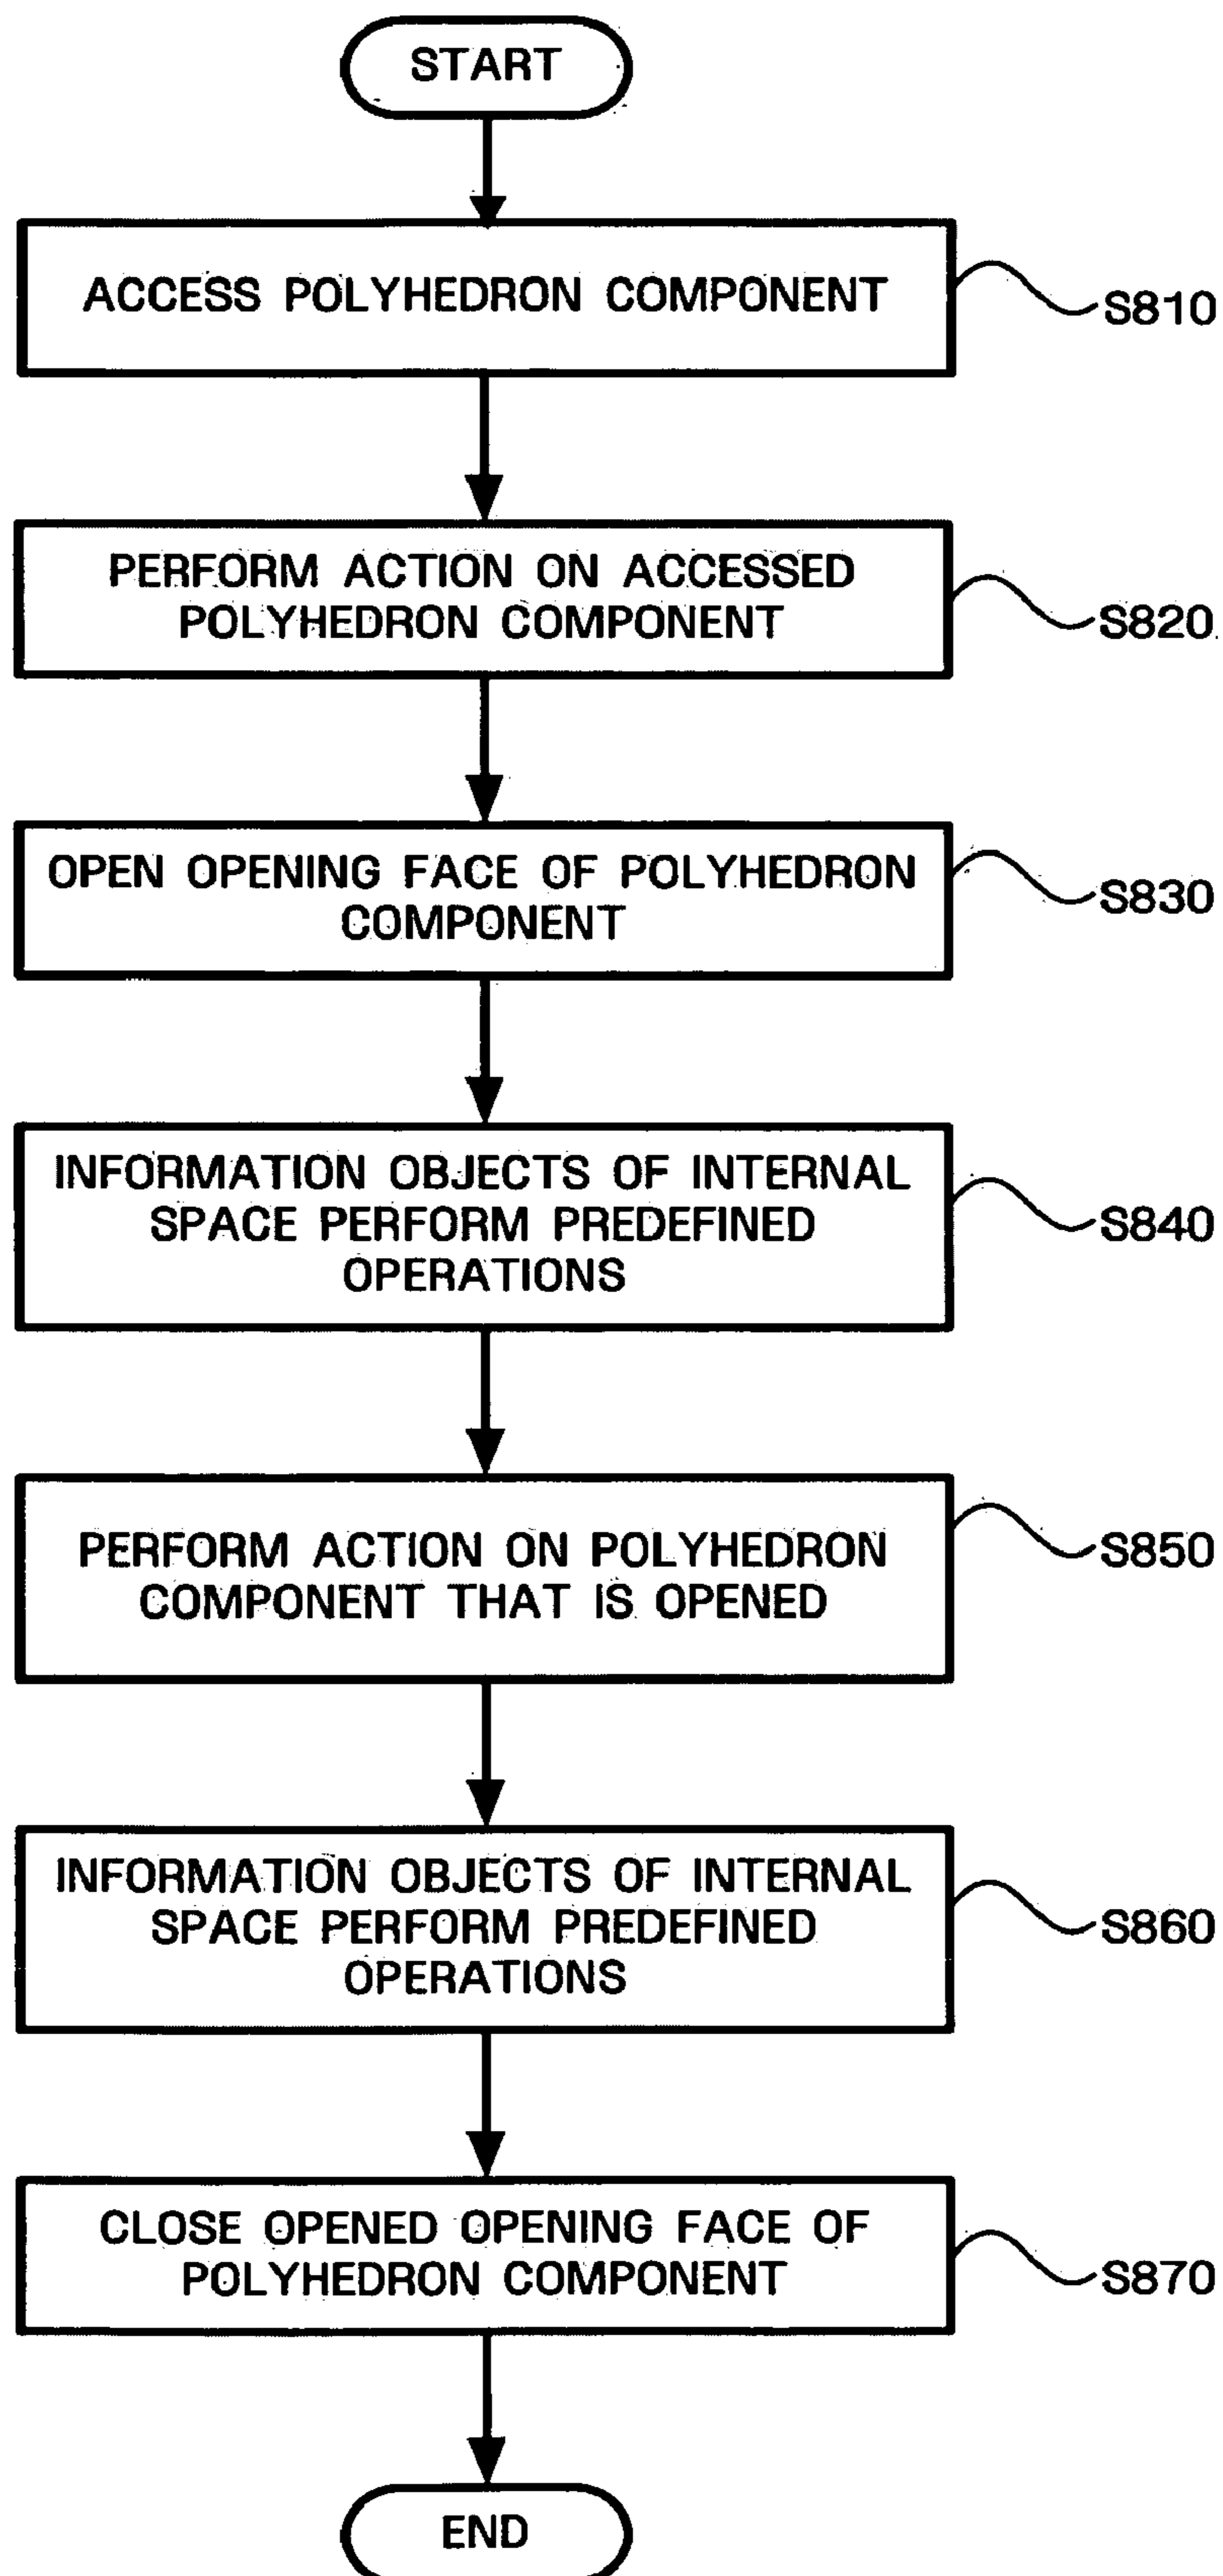 START
ACCESS POLYHEDRON COMPONENT
S810
PERFORM ACTION ON ACCESSED
POLYHEDRON COMPONENT
S820
OPEN OPENING FACE OF POLYHEDRON
COMPONENT
S830
INFORMATION OBJECTS OF INTERNAL
SPACE PERFORM PREDEFINED
OPERATIONS
S840
PERFORM ACTION ON POLYHEDRON
COMPONENT THAT IS OPENED
S850
INFORMATION OBJECTS OF INTERNAL
SPACE PERFORM PREDEFINED
OPERATIONS
S860
CLOSE OPENED OPENING FACE OF
POLYHEDRON COMPONENT
S870
END